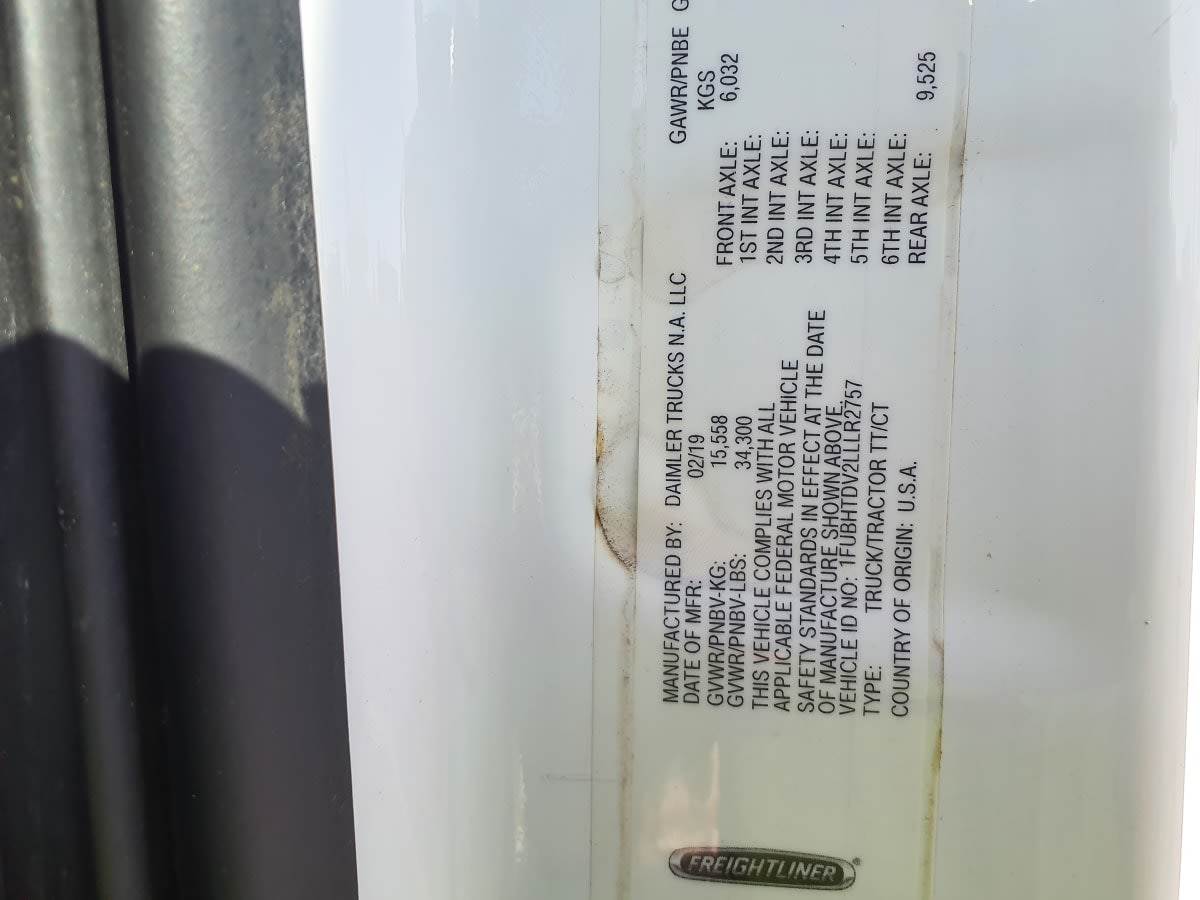 FREIGHTLINER®
MANUFACTURED BY: DAIMLER TRUCKS N.A. LLC
DATE OF MFR: 02/19
GVWR/PNBV-KG: 15,558
GVWR/PNBV-LBS: 34,300
THIS VEHICLE COMPLIES WITH ALL
APPLICABLE FEDERAL MOTOR VEHICLE
SAFETY STANDARDS IN EFFECT AT THE DATE
OF MANUFACTURE SHOWN ABOVE.
VEHICLE ID NO: 1FUBHTDV2LLLR2757
TYPE: TRUCK/TRACTOR TT/CT
COUNTRY OF ORIGIN: U.S.A.
GAWR/PNBE G
KGS
FRONT AXLE: 6,032
1ST INT AXLE:
2ND INT AXLE:
3RD INT AXLE:
4TH INT AXLE:
5TH INT AXLE:
6TH INT AXLE:
REAR AXLE: 9,525